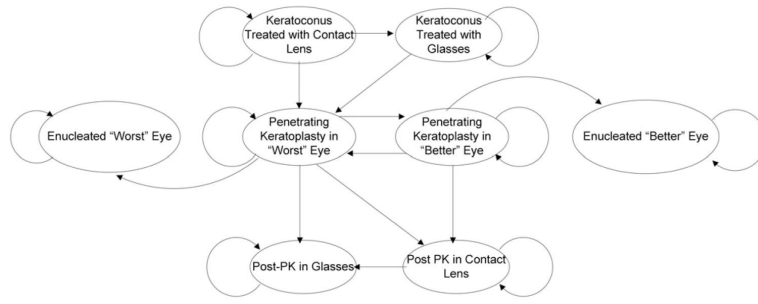 Keratoconus
Treated with Contact
Lens
Keratoconus
Treated with
Glasses
Enucleated “Worst” Eye
Penetrating
Keratoplasty in
“Worst” Eye
Penetrating
Keratoplasty in
“Better” Eye
Enucleated “Better” Eye
Post-PK in Glasses
Post PK in Contact
Lens